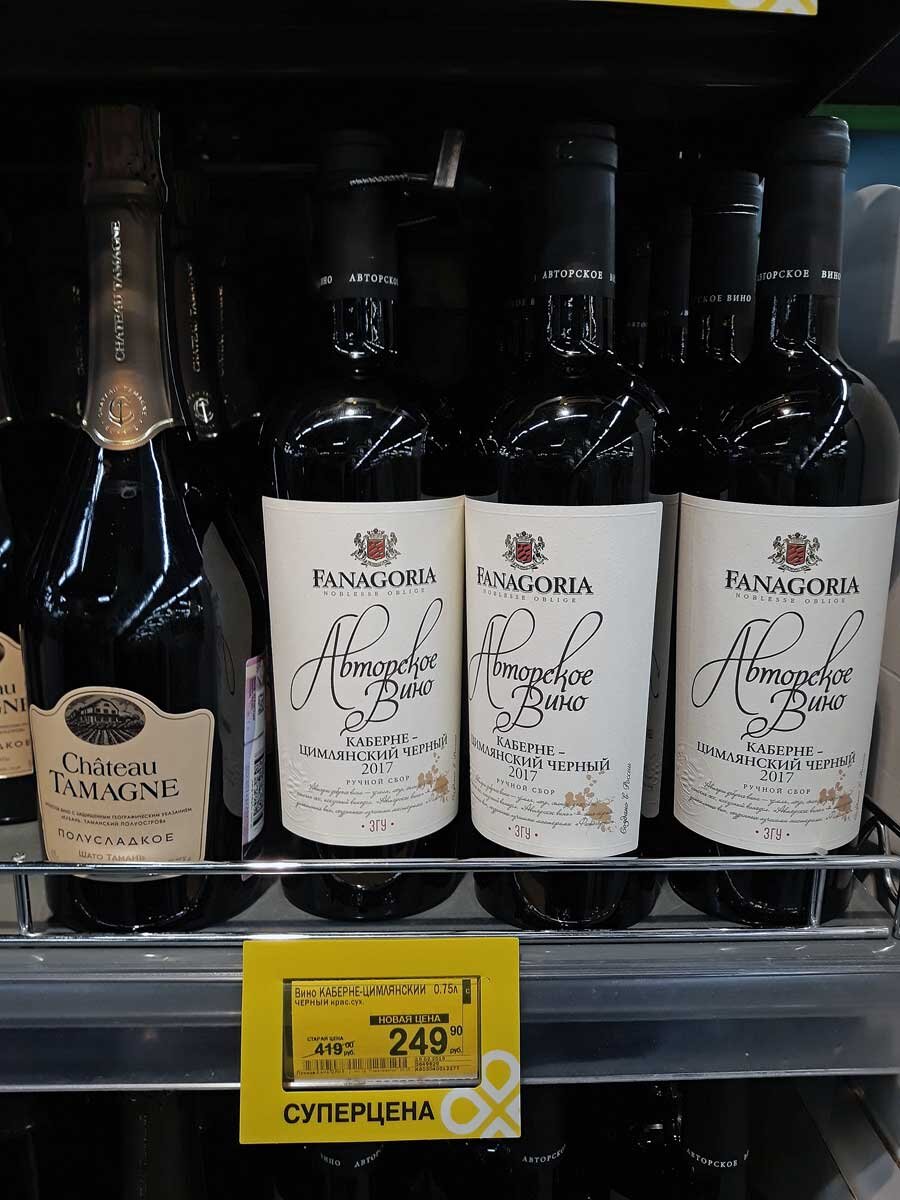 CHATEAU TAMAGNE
Château
TAMAGNE
ПОЛУСЛАДКОЕ
ШАТО ТАМАНЬ
ВИНО АВТОРСКОЕ
FANAGORIA
NOBLESSE OBLIGE
Авторское
Вино
КАБЕРНЕ –
ЦИМЛЯНСКИЙ ЧЕРНЫЙ
2017
РУЧНОЙ СБОР
• ЗГУ •
АВТОРСКОЕ
FANAGORIA
NOBLESSE OBLIGE
Авторское
Вино
КАБЕРНЕ –
ЦИМЛЯНСКИЙ ЧЕРНЫЙ
2017
РУЧНОЙ СБОР
• ЗГУ •
Создано в России
СКОЕ ВИНО
АВТОРСКОЕ ВИНО
FANAGORIA
NOBLESSE OBLIGE
Авторское
Вино
КАБЕРНЕ –
ЦИМЛЯНСКИЙ ЧЕРНЫЙ
2017
РУЧНОЙ СБОР
• ЗГУ •
Вино КАБЕРНЕ-ЦИМЛЯНСКИЙ 0.75л
ЧЕРНЫЙ крас.сух.
НОВАЯ ЦЕНА
СТАРАЯ ЦЕНА
419 00 руб.
249 90 руб.
СУПЕРЦЕНА